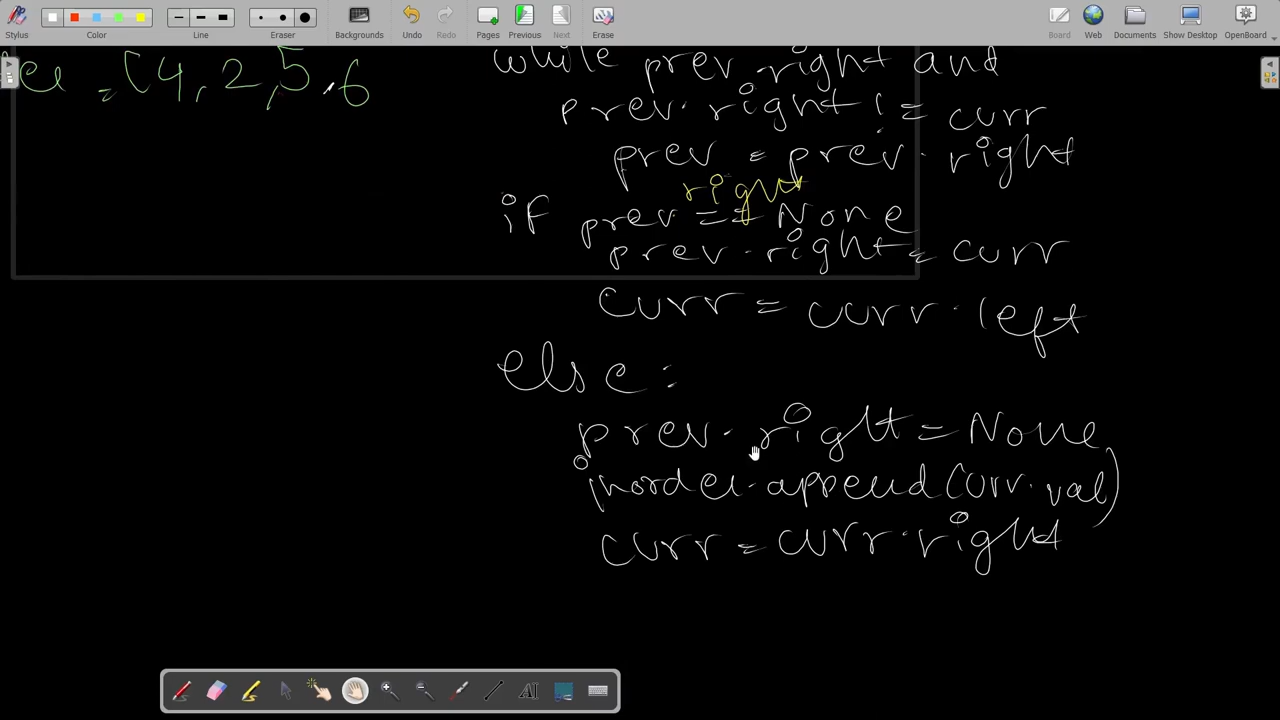 Stylus
Color
Line
Eraser
Backgrounds
Undo
Redo
Pages
Previous
Next
Erase
Board
Web
Documents
Show Desktop
OpenBoard
= [4, 2, 5, 6
while prev.right and
prev.right != curr
prev = prev.right
right
if prev. == None
prev.right = curr
curr = curr.left
else:
prev.right = None
inorder.append(curr.val)
curr = curr.right